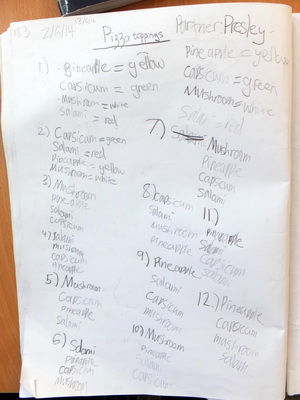 2/6/14
Pizza toppings
Partner: Presley.
1.) Pineapple = yellow
Capsicum = green
Mushroom = white
Salami = red
2) Capsicum = green
Salami = red
Pineapple = yellow
Mushroom = white
3) Mushroom
pineapple
salami
capsicum
4) Salami
mushroom
capsicum
pineapple
5.) Mushroom
Capsicum
pineapple
salami
6.) Salami
pineapple
capsicum
mushroom
Pineapple = yellow
Capsicum = green
Mushroom = white
Salami = red
7.) Mushroom
Pineapple
capsicum
Salami
8.) Capsicum
Salami
mushroom
pineapple
9.) Pineapple
Salami
Capsicum
mushroom
10.) Mushroom
Pineapple
salami
capsicum
11.)
Pineapple
Capsicum
salami
12.) Pineapple
Capsicum
mushroom
Salami